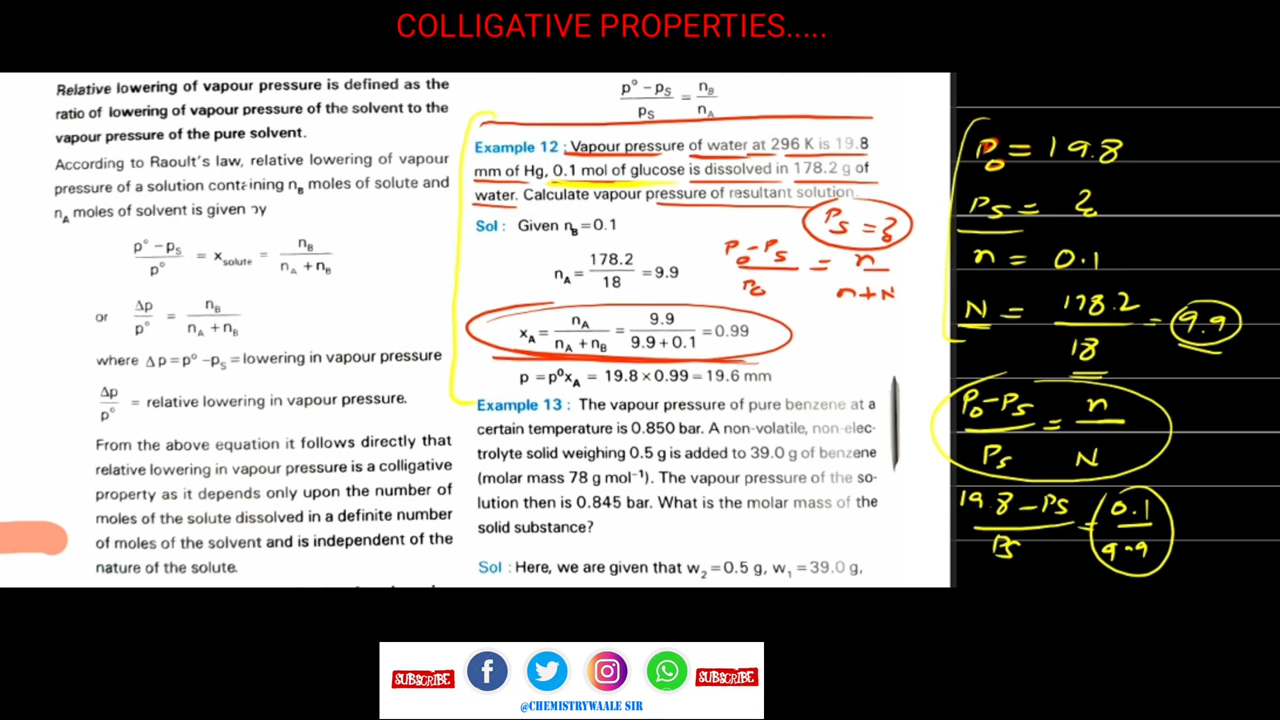 COLLIGATIVE PROPERTIES.....
Relative lowering of vapour pressure is defined as the
ratio of lowering of vapour pressure of the solvent to the
vapour pressure of the pure solvent.
According to Raoult's law, relative lowering of vapour
pressure of a solution containing n_B moles of solute and
n_A moles of solvent is given by
(p° – p_S)/p° = x_solute = n_B/(n_A + n_B)
or Δp/p° = n_B/(n_A + n_B)
where Δp = p° – p_S = lowering in vapour pressure
Δp/p° = relative lowering in vapour pressure.
From the above equation it follows directly that
relative lowering in vapour pressure is a colligative
property as it depends only upon the number of
moles of the solute dissolved in a definite number
of moles of the solvent and is independent of the
nature of the solute.
(p° – p_S)/p_S = n_B/n_A
Example 12 : Vapour pressure of water at 296 K is 19.8
mm of Hg, 0.1 mol of glucose is dissolved in 178.2 g of
water. Calculate vapour pressure of resultant solution.
Sol : Given n_B = 0.1
n_A = 178.2/18 = 9.9
x_A = n_A/(n_A + n_B) = 9.9/(9.9 + 0.1) = 0.99
p = p⁰x_A = 19.8 × 0.99 = 19.6 mm
Ps = ?
(Po – Ps)/Po = n/(n+N)
Example 13 : The vapour pressure of pure benzene at a
certain temperature is 0.850 bar. A non-volatile, non-elec-
trolyte solid weighing 0.5 g is added to 39.0 g of benzene
(molar mass 78 g mol⁻¹). The vapour pressure of the so-
lution then is 0.845 bar. What is the molar mass of the
solid substance?
Sol : Here, we are given that w₂ = 0.5 g, w₁ = 39.0 g,
Po = 19.8
Ps = ?
n = 0.1
N = 178.2/18 = 9.9
(Po – Ps)/Ps = n/N
(19.8 – Ps)/Ps = 0.1/9.9
SUBSCRIBE
SUBSCRIBE
@CHEMISTRYWAALE SIR